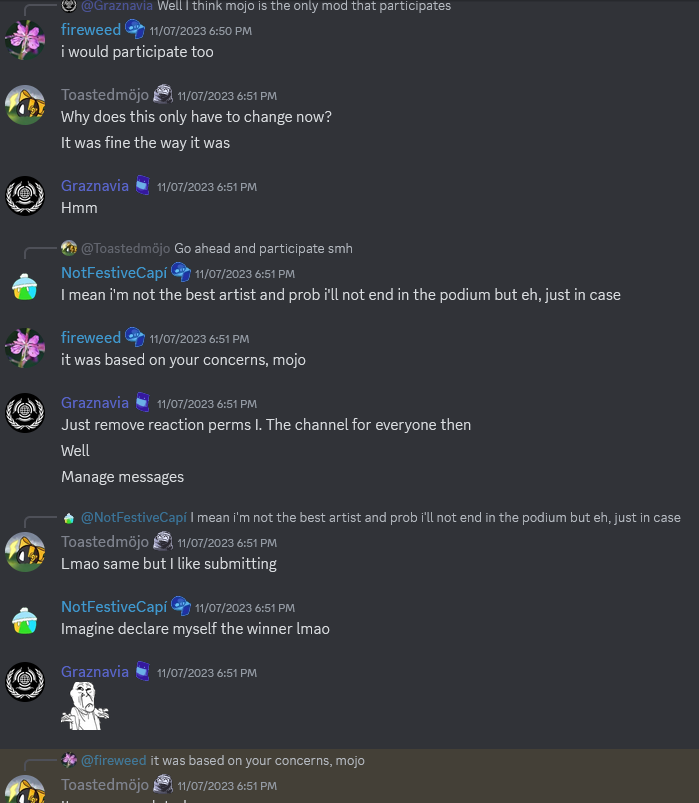 @Graznavia Well I think mojo is the only mod that participates
fireweed 11/07/2023 6:50 PM
i would participate too
Toastedmöjo 11/07/2023 6:51 PM
Why does this only have to change now?
It was fine the way it was
Graznavia 11/07/2023 6:51 PM
Hmm
@Toastedmöjo Go ahead and participate smh
NotFestiveCapí 11/07/2023 6:51 PM
I mean i'm not the best artist and prob i'll not end in the podium but eh, just in case
fireweed 11/07/2023 6:51 PM
it was based on your concerns, mojo
Graznavia 11/07/2023 6:51 PM
Just remove reaction perms I. The channel for everyone then
Well
Manage messages
@NotFestiveCapí I mean i'm not the best artist and prob i'll not end in the podium but eh, just in case
Toastedmöjo 11/07/2023 6:51 PM
Lmao same but I like submitting
NotFestiveCapí 11/07/2023 6:51 PM
Imagine declare myself the winner lmao
Graznavia 11/07/2023 6:51 PM
@fireweed it was based on your concerns, mojo
Toastedmöjo 11/07/2023 6:51 PM